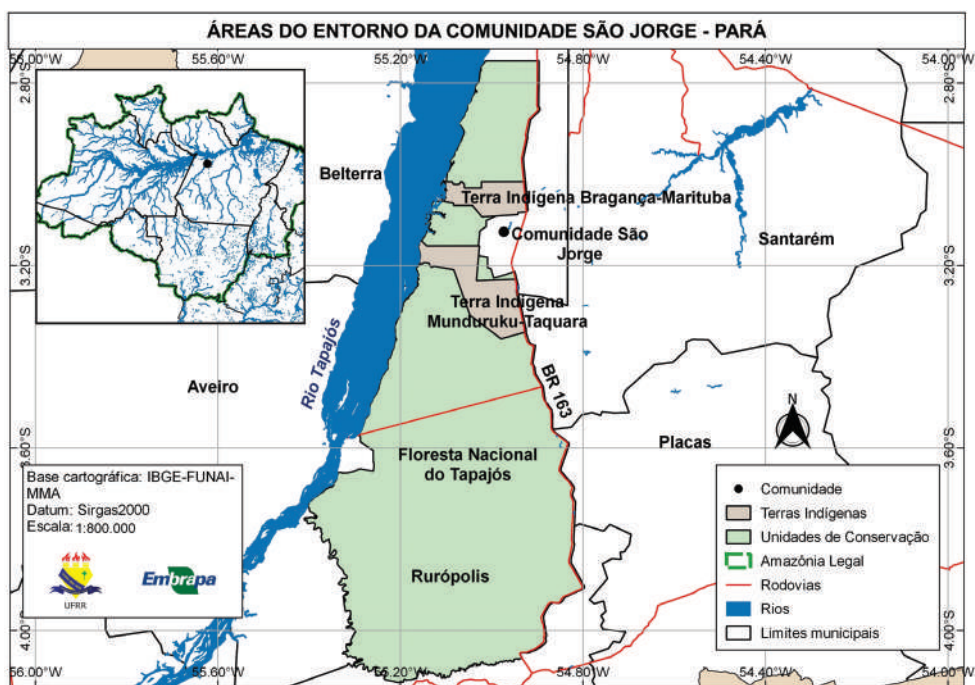 ÁREAS DO ENTORNO DA COMUNIDADE SÃO JORGE - PARÁ
56.00°W 55.60°W 55.20°W 54.80°W 54.40°W 54.00°W
2.80°S 2.80°S
Belterra
Terra Indígena Bragança-Marituba
Comunidade São
Jorge
Santarém
3.20°S 3.20°S
Terra Indígena
Munduruku-Taquara
Rio Tapajós
Aveiro
BR 163
N
Placas
3.60°S 3.60°S
Floresta Nacional
do Tapajós
Rurópolis
Base cartográfica: IBGE-FUNAI-
MMA
Datum: Sirgas2000
Escala: 1:800.000
UFRR
Embrapa
Comunidade
Terras Indígenas
Unidades de Conservação
Amazônia Legal
Rodovias
Rios
Limites municipais
4.00°S 4.00°S
56.00°W 55.60°W 55.20°W 54.80°W 54.40°W 54.00°W